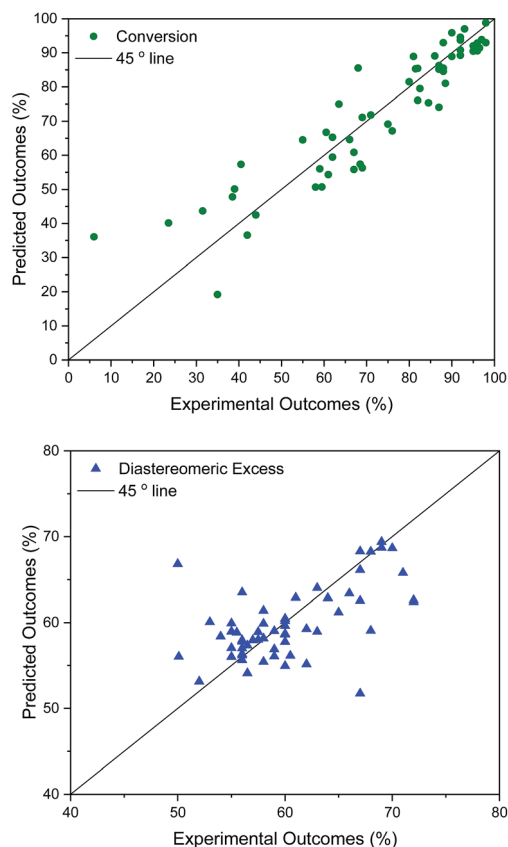 100
90
80
70
60
50
40
30
20
10
0
Predicted Outcomes (%)
Conversion
45 º line
0 10 20 30 40 50 60 70 80 90 100
Experimental Outcomes (%)
80
70
60
50
40
Predicted Outcomes (%)
Diastereomeric Excess
45 º line
40 50 60 70 80
Experimental Outcomes (%)